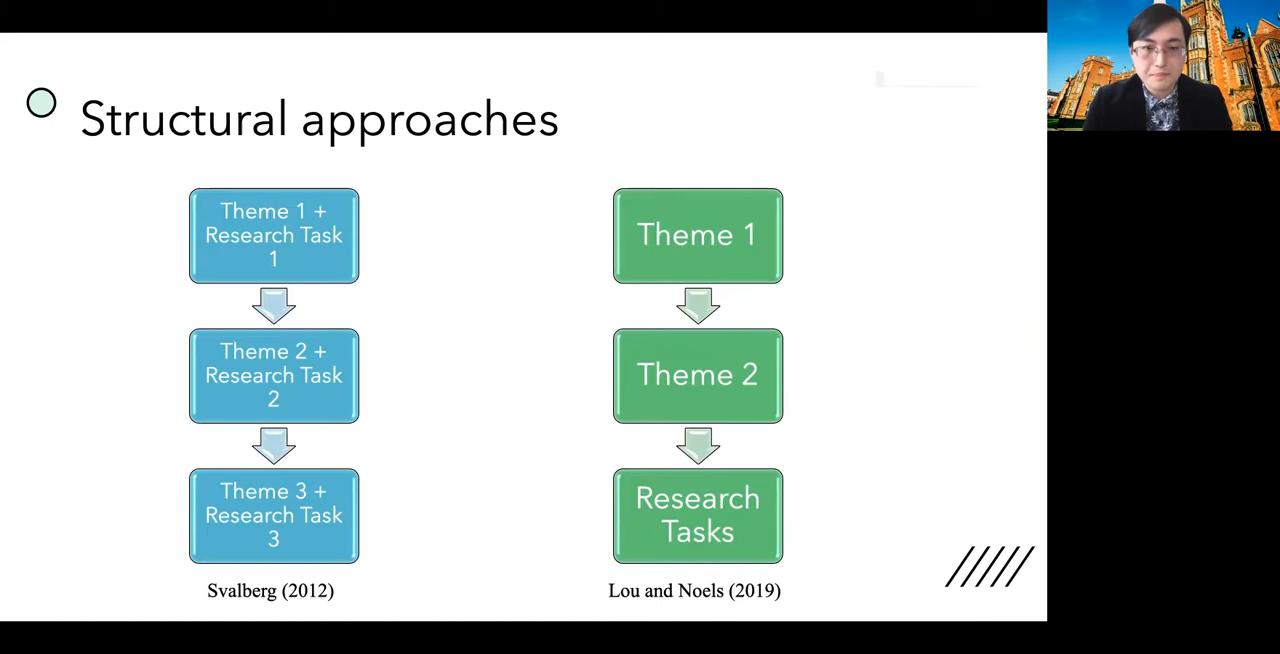 Structural approaches
Theme 1 +
Research Task
1
Theme 2 +
Research Task
2
Theme 3 +
Research Task
3
Svalberg (2012)
Theme 1
Theme 2
Research
Tasks
Lou and Noels (2019)